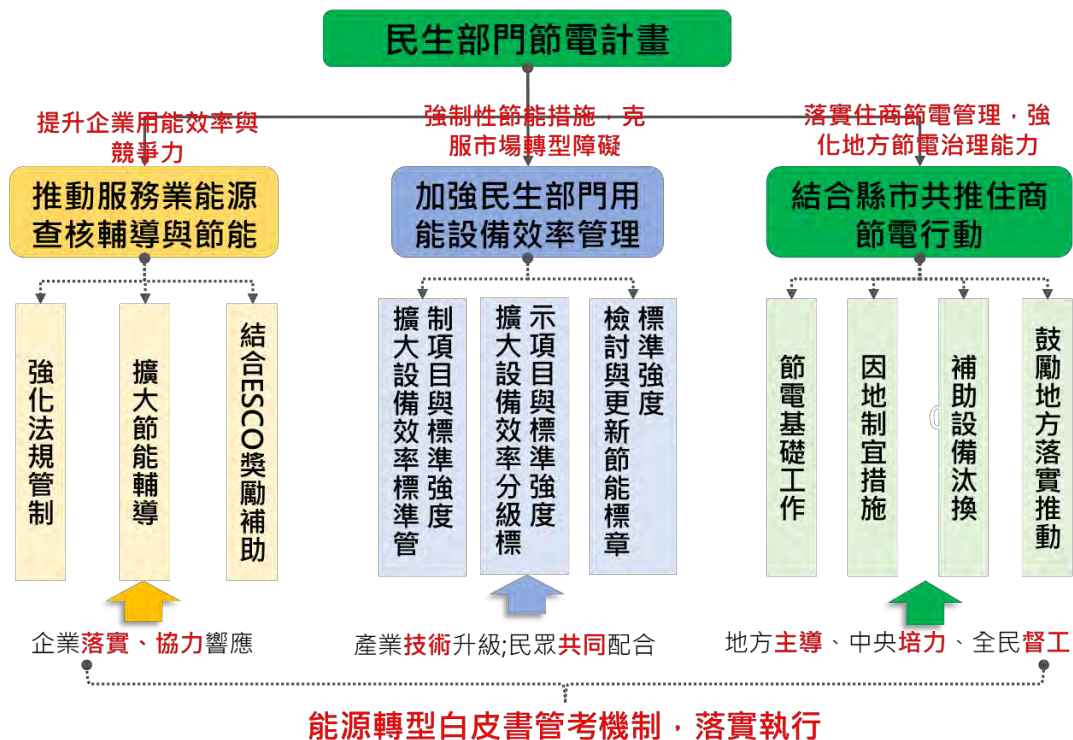 民生部門節電計畫
提升企業用能效率與
競爭力
強制性節能措施，克
服市場轉型障礙
落實住商節電管理，強
化地方節電治理能力
推動服務業能源
查核輔導與節能
加強民生部門用
能設備效率管理
結合縣市共推住商
節電行動
強化法規管制
擴大節能輔導
結合ESCO獎勵補助
擴大設備效率標準管
制項目與標準強度
擴大設備效率分級標
示項目與標準強度
檢討與更新節能標章
標準強度
節電基礎工作
因地制宜措施
補助設備汰換
鼓勵地方落實推動
企業落實、協力響應
產業技術升級;民眾共同配合
地方主導、中央培力、全民督工
能源轉型白皮書管考機制，落實執行